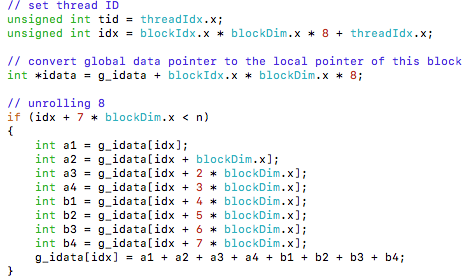 // set thread ID
unsigned int tid = threadIdx.x;
unsigned int idx = blockIdx.x * blockDim.x * 8 + threadIdx.x;
// convert global data pointer to the local pointer of this block
int *idata = g_idata + blockIdx.x * blockDim.x * 8;
// unrolling 8
if (idx + 7 * blockDim.x < n)
{
int a1 = g_idata[idx];
int a2 = g_idata[idx + blockDim.x];
int a3 = g_idata[idx + 2 * blockDim.x];
int a4 = g_idata[idx + 3 * blockDim.x];
int b1 = g_idata[idx + 4 * blockDim.x];
int b2 = g_idata[idx + 5 * blockDim.x];
int b3 = g_idata[idx + 6 * blockDim.x];
int b4 = g_idata[idx + 7 * blockDim.x];
g_idata[idx] = a1 + a2 + a3 + a4 + b1 + b2 + b3 + b4;
}